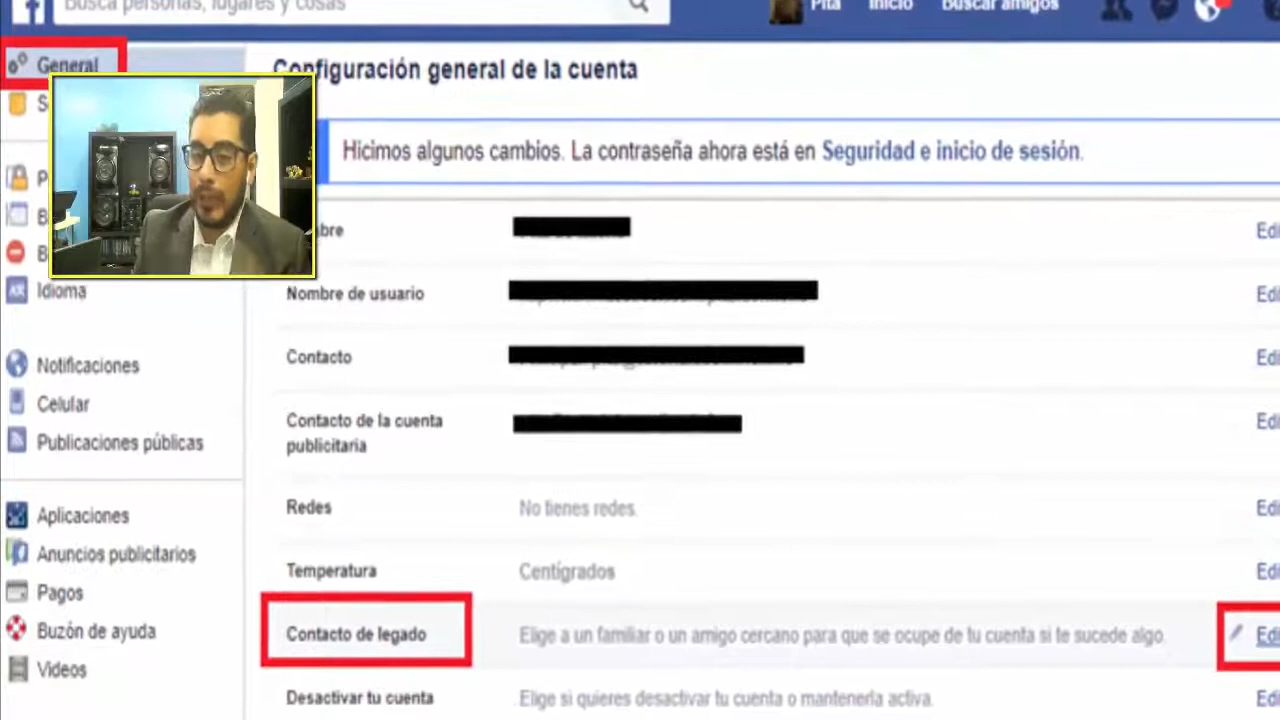 Busca personas, lugares y cosas
Pita Inicio Buscar amigos
General
Configuración general de la cuenta
Hicimos algunos cambios. La contraseña ahora está en Seguridad e inicio de sesión.
Nombre de usuario
Contacto
Contacto de la cuenta
publicitaria
Redes No tienes redes.
Temperatura Centígrados
Contacto de legado Elige a un familiar o un amigo cercano para que se ocupe de tu cuenta si te sucede algo.
Desactivar tu cuenta Elige si quieres desactivar tu cuenta o mantenerla activa.
Idioma
Notificaciones
Celular
Publicaciones públicas
Aplicaciones
Anuncios publicitarios
Pagos
Buzón de ayuda
Videos